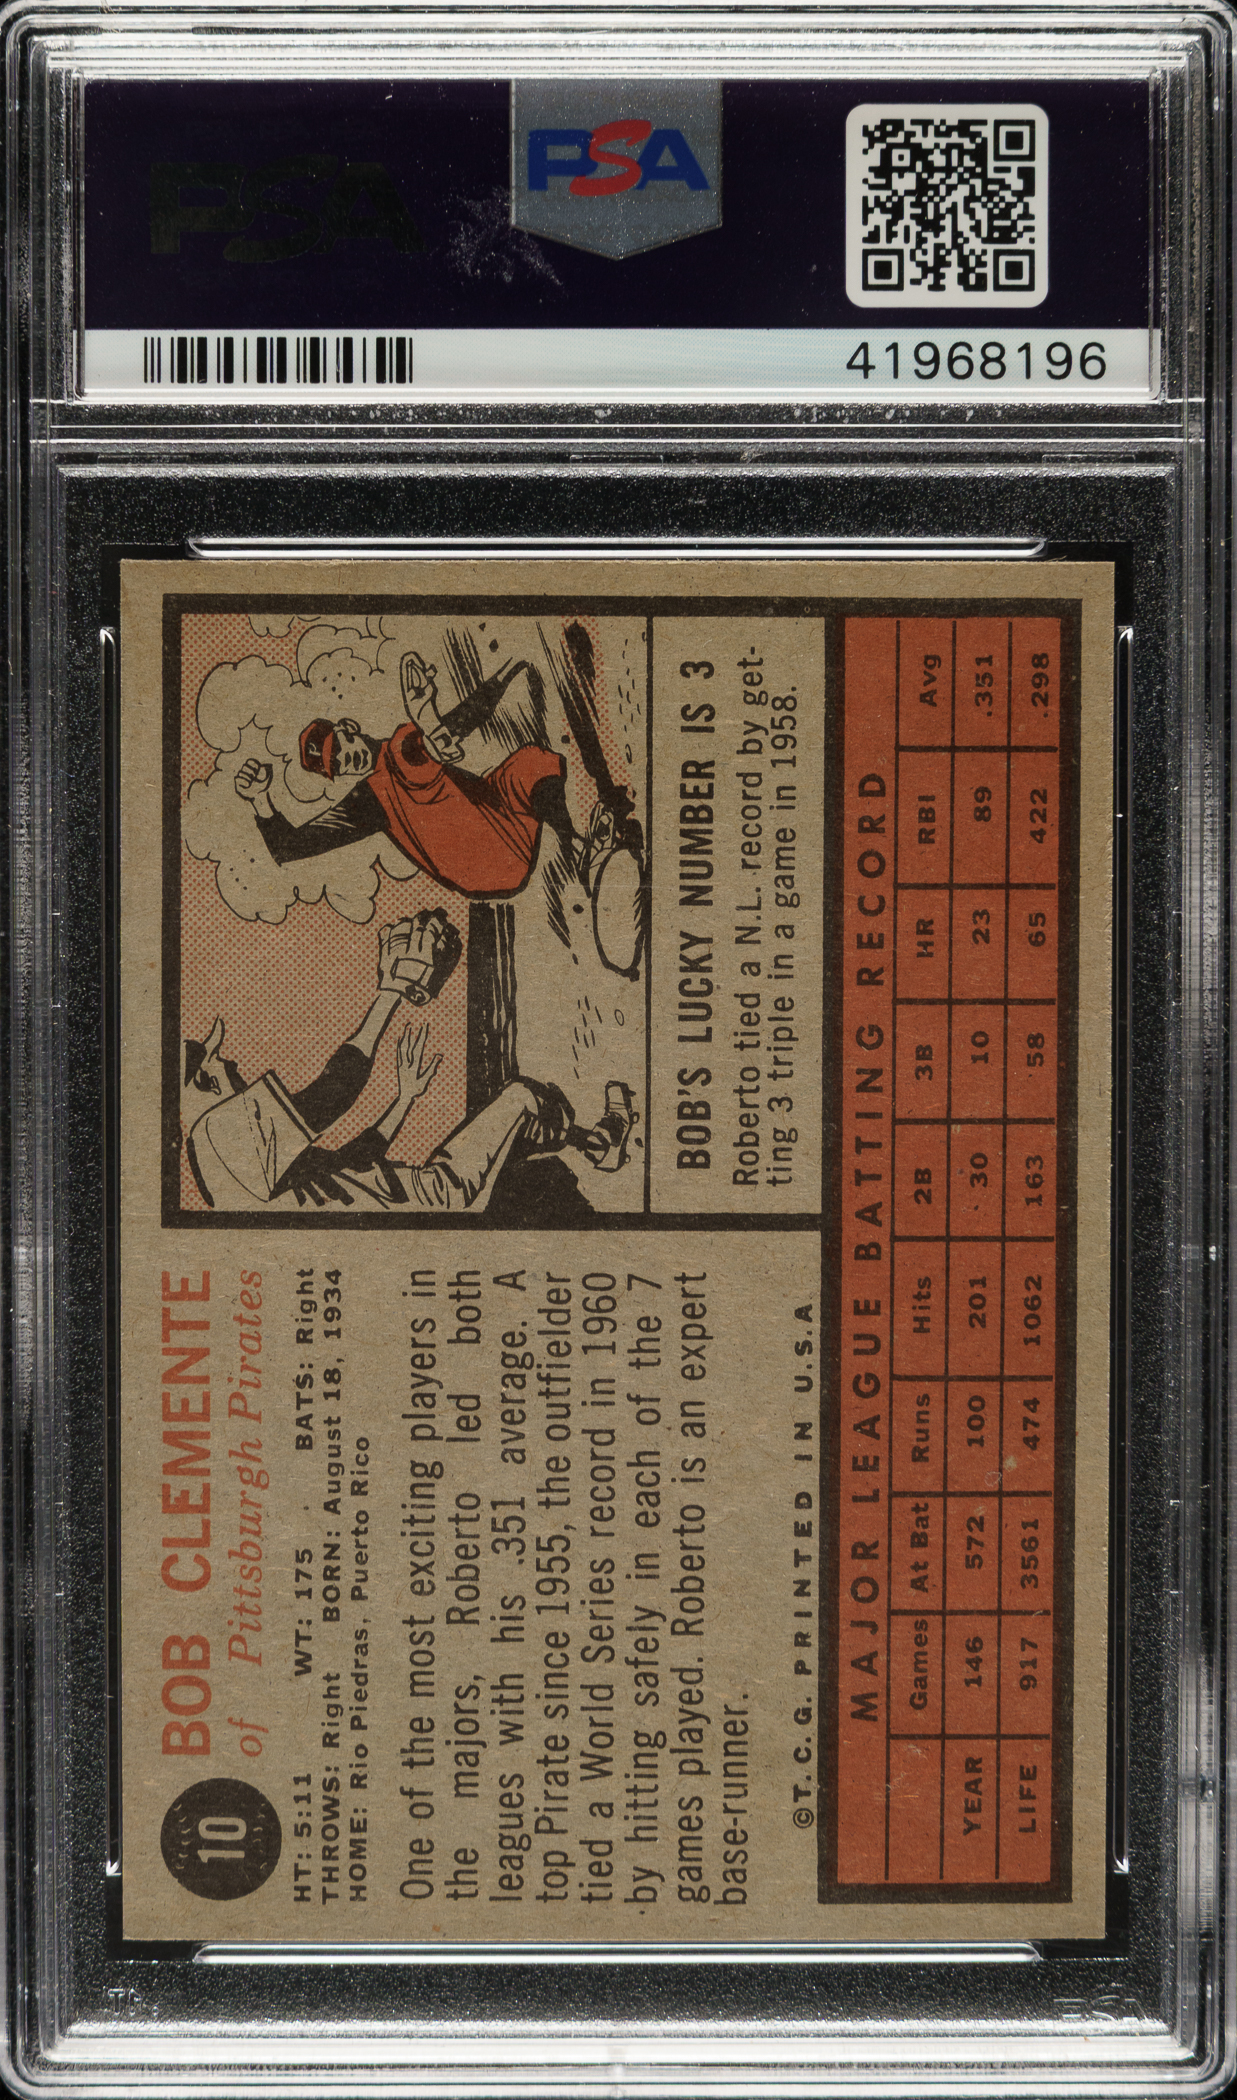 PSA
PSA
41968196
10
BOB CLEMENTE
of Pittsburgh Pirates
HT: 5:11 WT: 175 BATS: Right
THROWS: Right BORN: August 18, 1934
HOME: Rio Piedras, Puerto Rico
One of the most exciting players in
the majors, Roberto led both
leagues with his .351 average. A
top Pirate since 1955, the outfielder
tied a World Series record in 1960
by hitting safely in each of the 7
games played. Roberto is an expert
base-runner.
©T. C. G. PRINTED IN U.S.A
P
BOB'S LUCKY NUMBER IS 3
Roberto tied a N.L. record by get-
ting 3 triple in a game in 1958.
MAJOR LEAGUE BATTING RECORD
Games At Bat Runs Hits 2B 3B HR RBI Avg
YEAR 146 572 100 201 30 10 23 89 .351
LIFE 917 3561 474 1062 163 58 65 422 .298
PSA